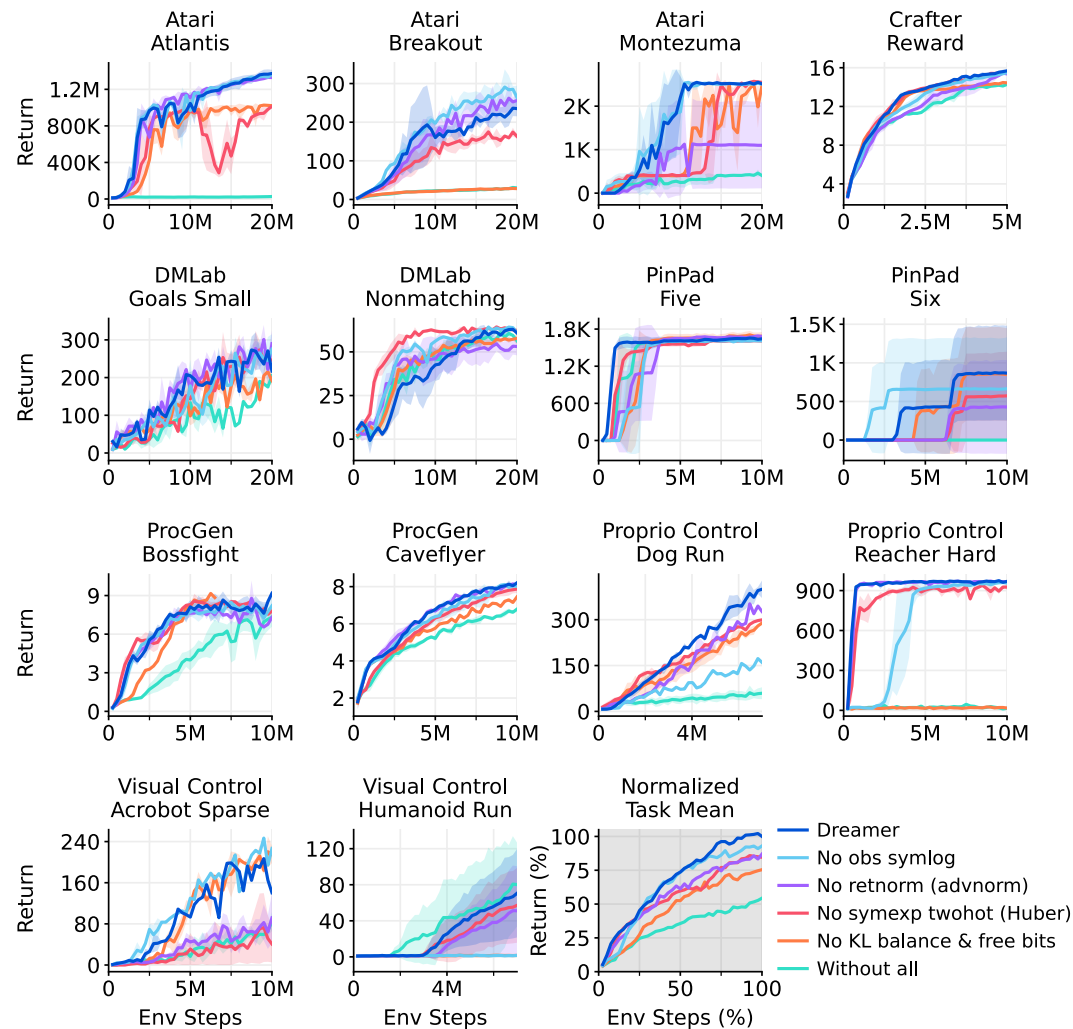 Atari
Atlantis
Atari
Breakout
Atari
Montezuma
Crafter
Reward
Return
1.2M
800K
400K
0
0
10M
20M
300
200
100
0
0
10M
20M
2K
1K
0
0
10M
20M
16
12
8
4
2.5M
5M
DMLab
Goals Small
DMLab
Nonmatching
PinPad
Five
PinPad
Six
Return
300
200
100
0
0
10M
20M
50
25
0
0
10M
20M
1.8K
1.2K
600
0
0
5M
10M
1.5K
1K
500
0
0
5M
10M
ProcGen
Bossfight
ProcGen
Caveflyer
Proprio Control
Dog Run
Proprio Control
Reacher Hard
Return
9
6
3
0
0
5M
10M
8
6
4
2
0
5M
10M
300
150
0
0
4M
900
600
300
0
0
5M
10M
Visual Control
Acrobot Sparse
Visual Control
Humanoid Run
Normalized
Task Mean
Return
240
160
80
0
0
5M
10M
Env Steps
120
80
40
0
0
4M
Env Steps
Return (%)
100
75
50
25
0
0
50
100
Env Steps (%)
Dreamer
No obs symlog
No retnorm (advnorm)
No symexp twohot (Huber)
No KL balance & free bits
Without all